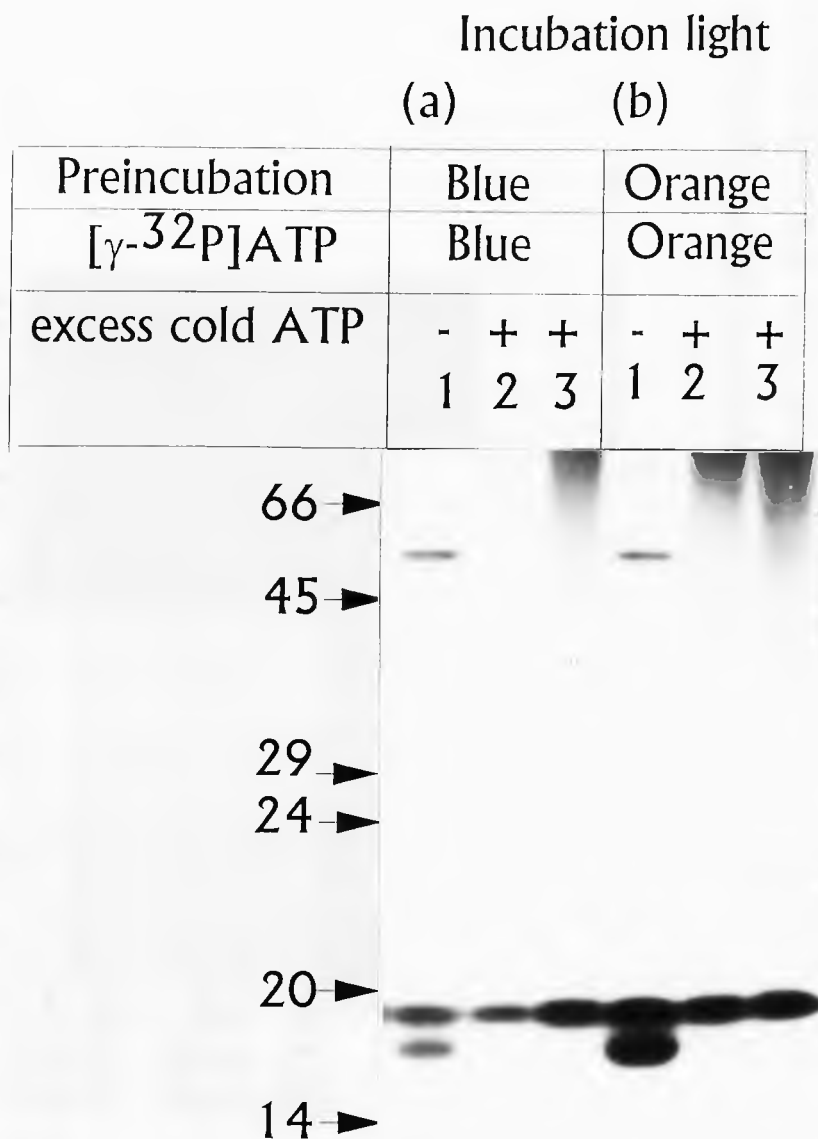 Incubation light
(a) (b)
Preincubation Blue Orange
[γ-32P]ATP Blue Orange
excess cold ATP - + + - + +
1 2 3 1 2 3
66
45
29
24
20
14